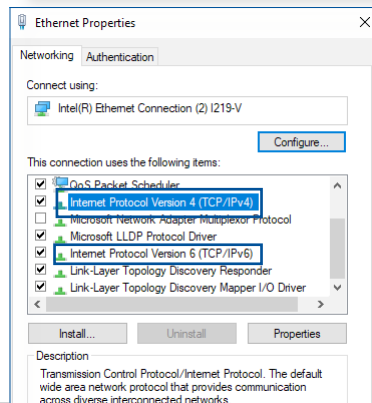 Ethernet Properties
Networking
Authentication
Connect using:
Intel(R) Ethernet Connection (2) I219-V
Configure...
This connection uses the following items:
QoS Packet Scheduler
Internet Protocol Version 4 (TCP/IPv4)
Microsoft Network Adapter Multiplexor Protocol
Microsoft LLDP Protocol Driver
Internet Protocol Version 6 (TCP/IPv6)
Link-Layer Topology Discovery Responder
Link-Layer Topology Discovery Mapper I/O Driver
Install...
Uninstall
Properties
Description
Transmission Control Protocol/Internet Protocol. The default
wide area network protocol that provides communication
across diverse interconnected networks.